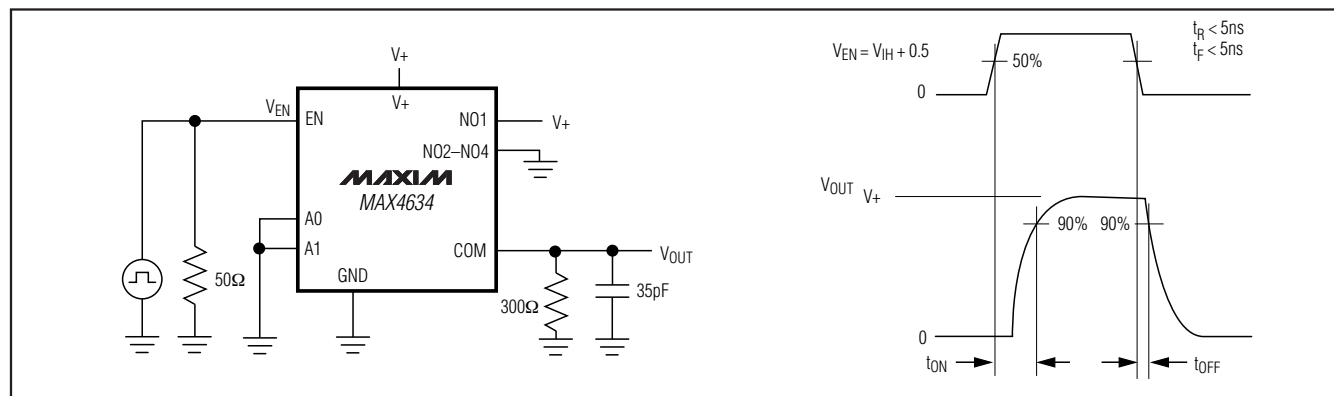 V+
V+
VEN
EN
NO1
V+
NO2–NO4
MAXIM
MAX4634
A0
A1
COM
VOUT
GND
50Ω
300Ω
35pF
VEN = VIH + 0.5
50%
tR < 5ns
tF < 5ns
0
VOUT V+
90%
90%
0
tON
tOFF